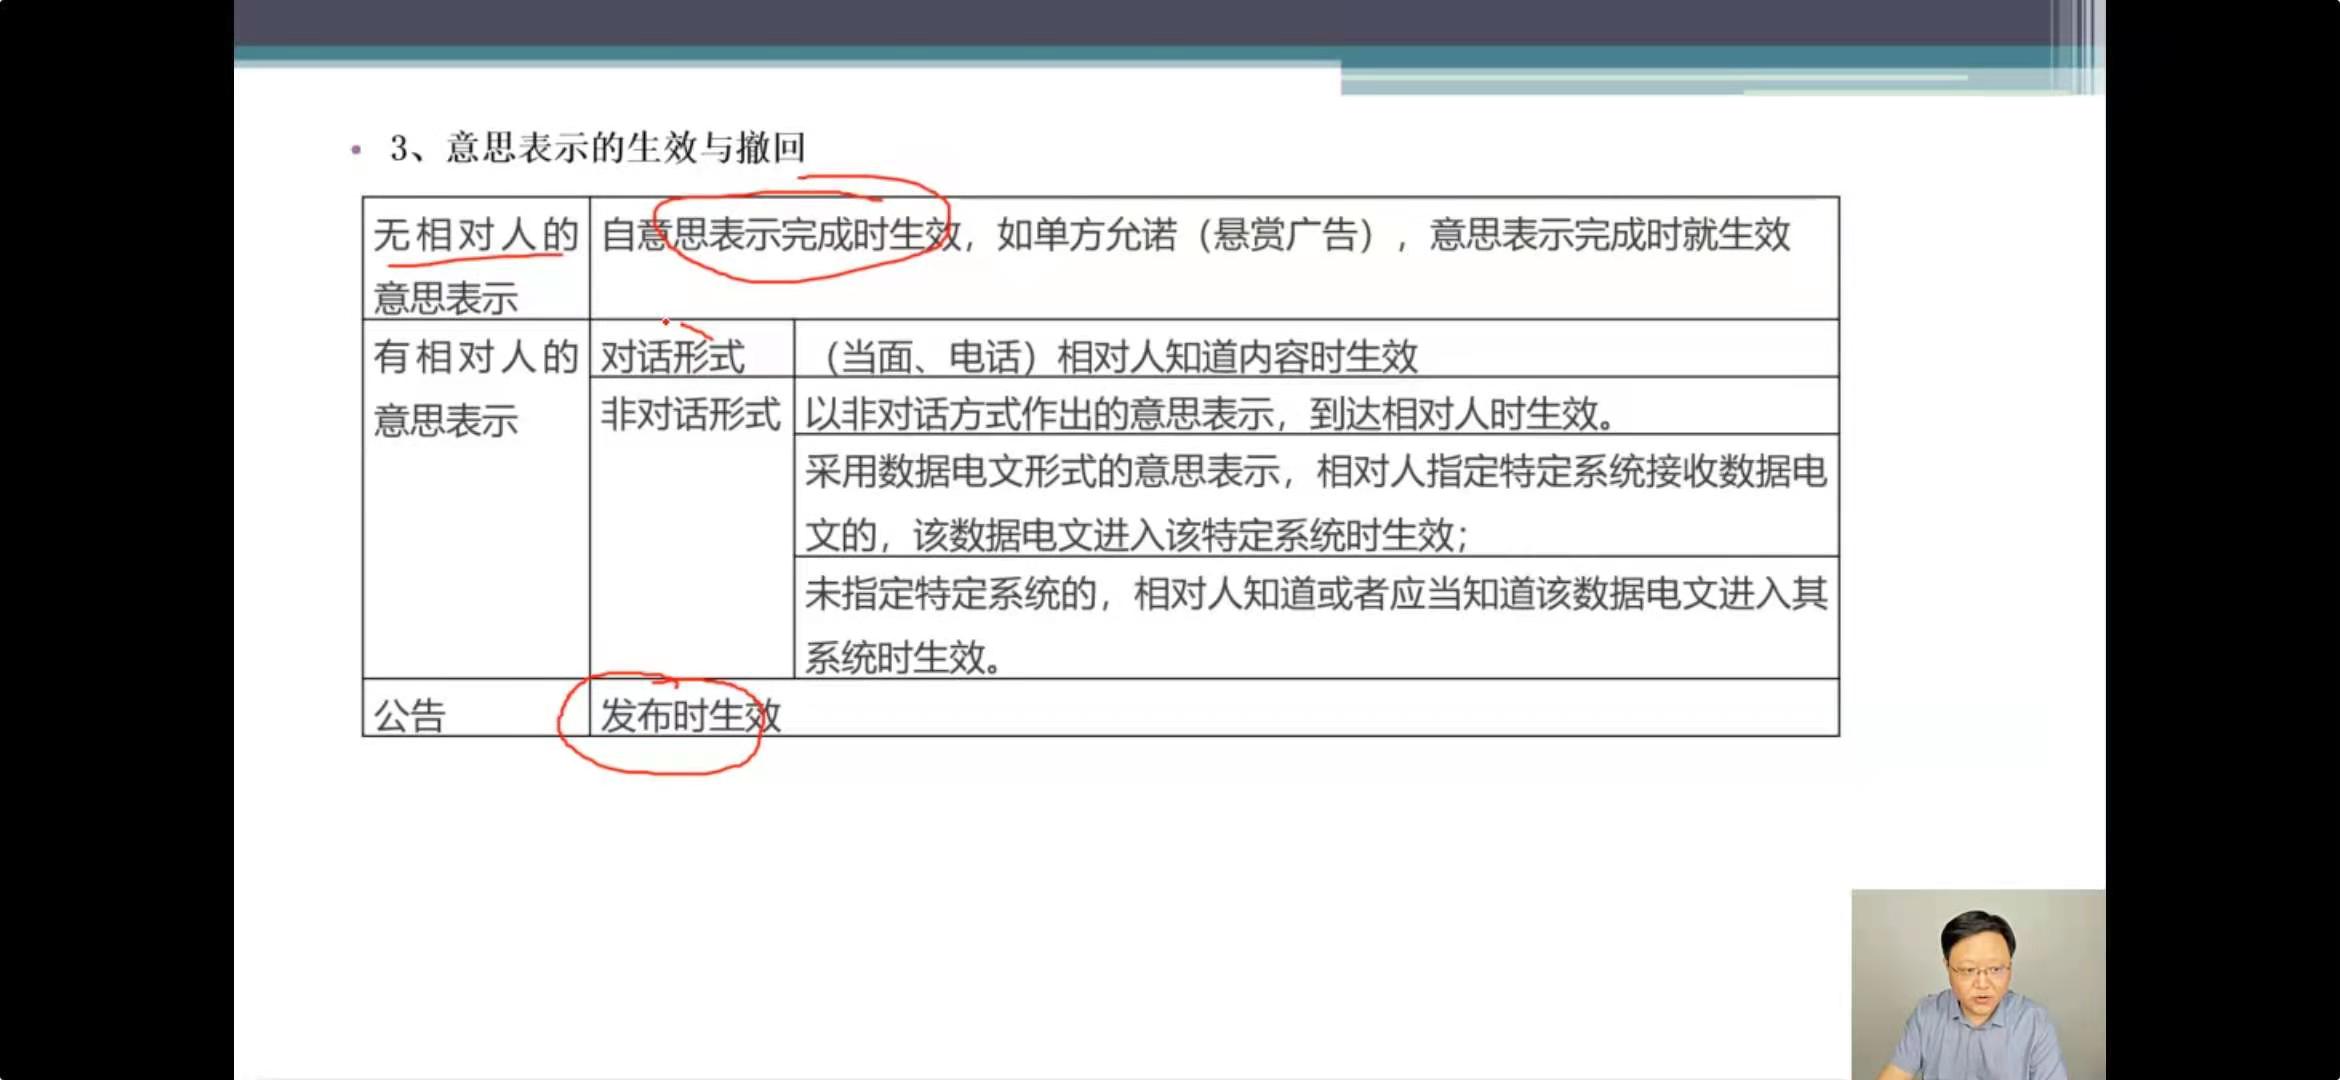 3、意思表示的生效与撤回
无相对人的
意思表示
自意思表示完成时生效，如单方允诺（悬赏广告），意思表示完成时就生效
有相对人的
意思表示
对话形式
（当面、电话）相对人知道内容时生效
非对话形式
以非对话方式作出的意思表示，到达相对人时生效。
采用数据电文形式的意思表示，相对人指定特定系统接收数据电
文的，该数据电文进入该特定系统时生效；
未指定特定系统的，相对人知道或者应当知道该数据电文进入其
系统时生效。
公告
发布时生效